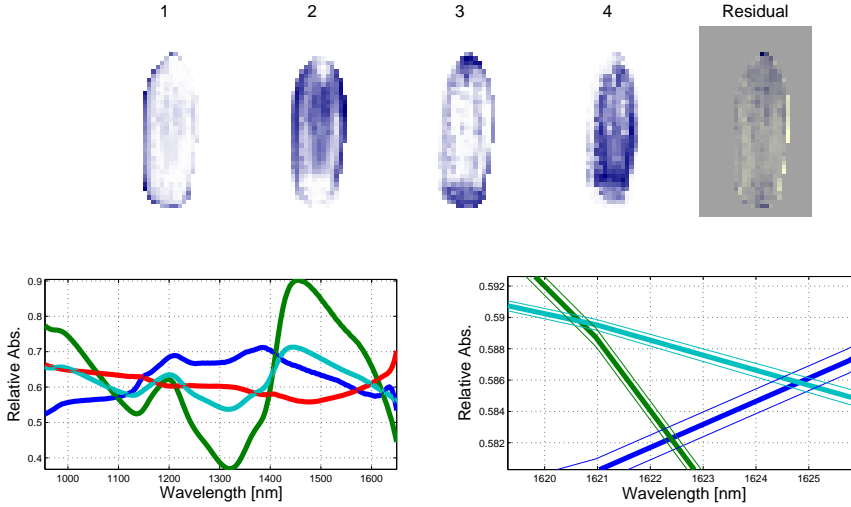 1 2 3 4 Residual
0.9
0.8
0.7
0.6
0.5
0.4
Relative Abs.
1000 1100 1200 1300 1400 1500 1600
Wavelength [nm]
0.592
0.59
0.588
0.586
0.584
0.582
Relative Abs.
1620 1621 1622 1623 1624 1625
Wavelength [nm]